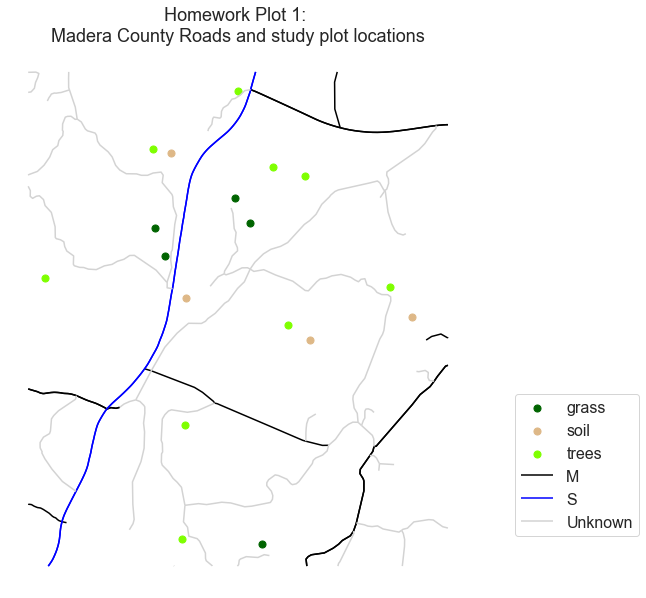 Homework Plot 1:
Madera County Roads and study plot locations
grass
soil
trees
M
S
Unknown